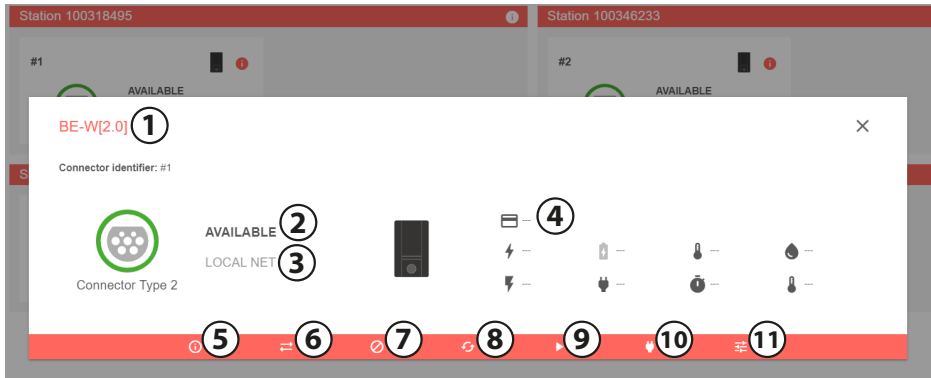 Station 100318495
Station 100346233
#1
#2
AVAILABLE
AVAILABLE
BE-W[2.0] 1
Connector identifier: #1
S
AVAILABLE 2
LOCAL NET 3
Connector Type 2
--- 4
--- --- --- ---
--- --- --- ---
5 6 7 8 9 10 11